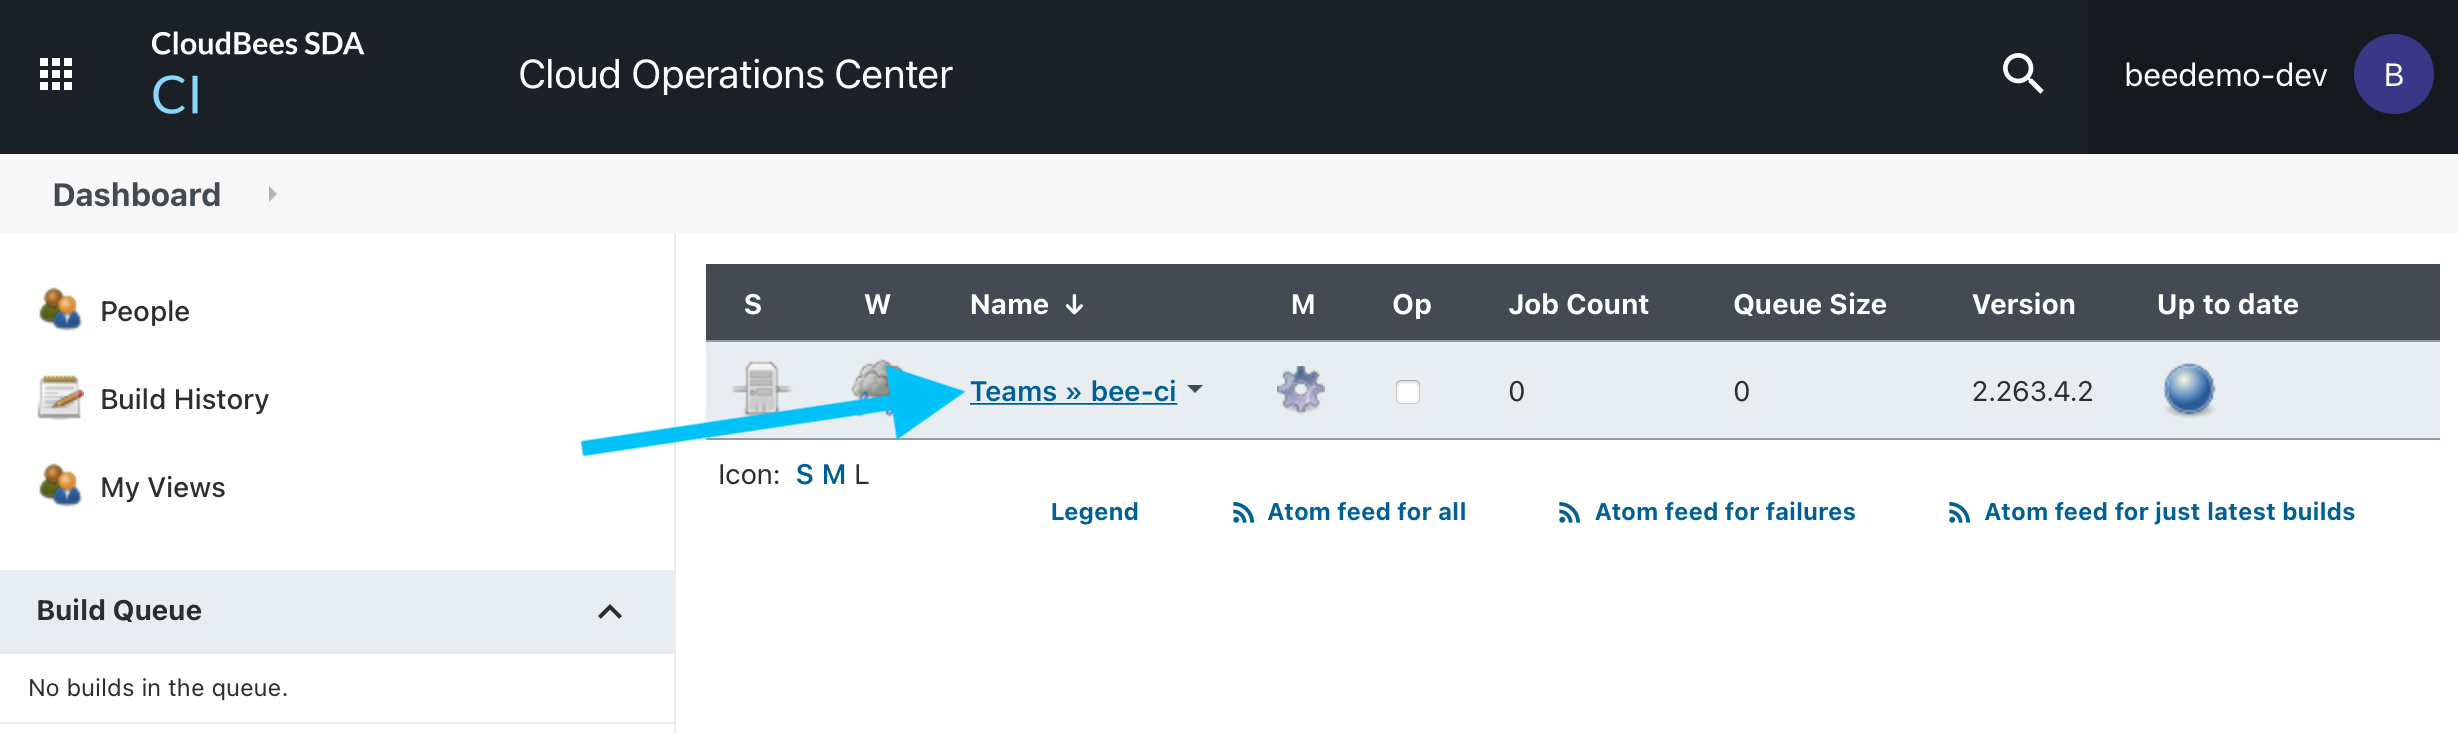 CloudBees SDA
CI
Cloud Operations Center
beedemo-dev
B
Dashboard
People
Build History
My Views
Build Queue
No builds in the queue.
S W Name ↓ M Op Job Count Queue Size Version Up to date
Teams » bee-ci 0 0 2.263.4.2
Icon: S M L
Legend Atom feed for all Atom feed for failures Atom feed for just latest builds